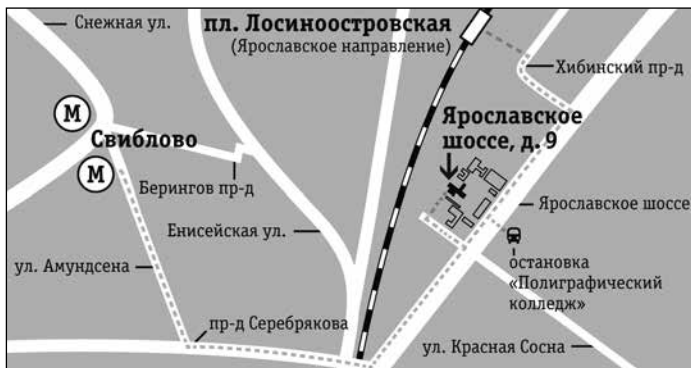 Снежная ул.
пл. Лосиноостровская
(Ярославское направление)
Хибинский пр-д
М
Свиблово
М
Ярославское
шоссе, д. 9
Берингов пр-д
Ярославское шоссе
Енисейская ул.
остановка
«Полиграфический
колледж»
ул. Амундсена
пр-д Серебрякова
ул. Красная Сосна